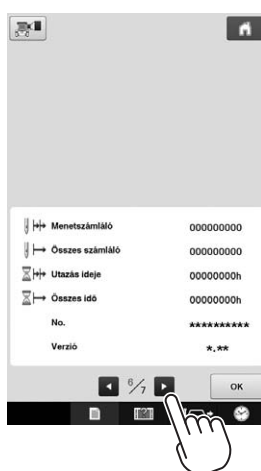 Menetszámláló 000000000
Összes számláló 000000000
Utazás ideje 00000000h
Összes idő 00000000h
No. **********
Verzió *.**
6/7 OK